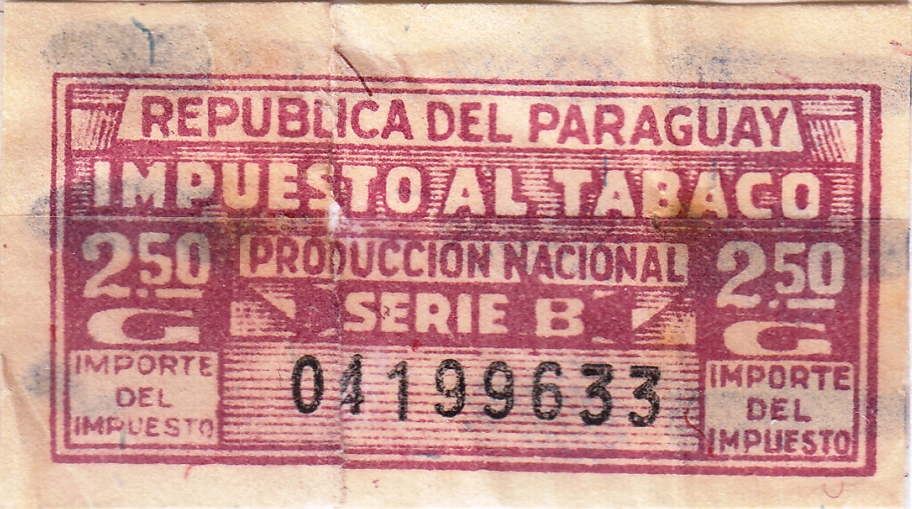 REPUBLICA DEL PARAGUAY
IMPUESTO AL TABACO
2.50 PRODUCCION NACIONAL 2.50
G SERIE B G
IMPORTE DEL IMPUESTO
04199633
IMPORTE DEL IMPUESTO